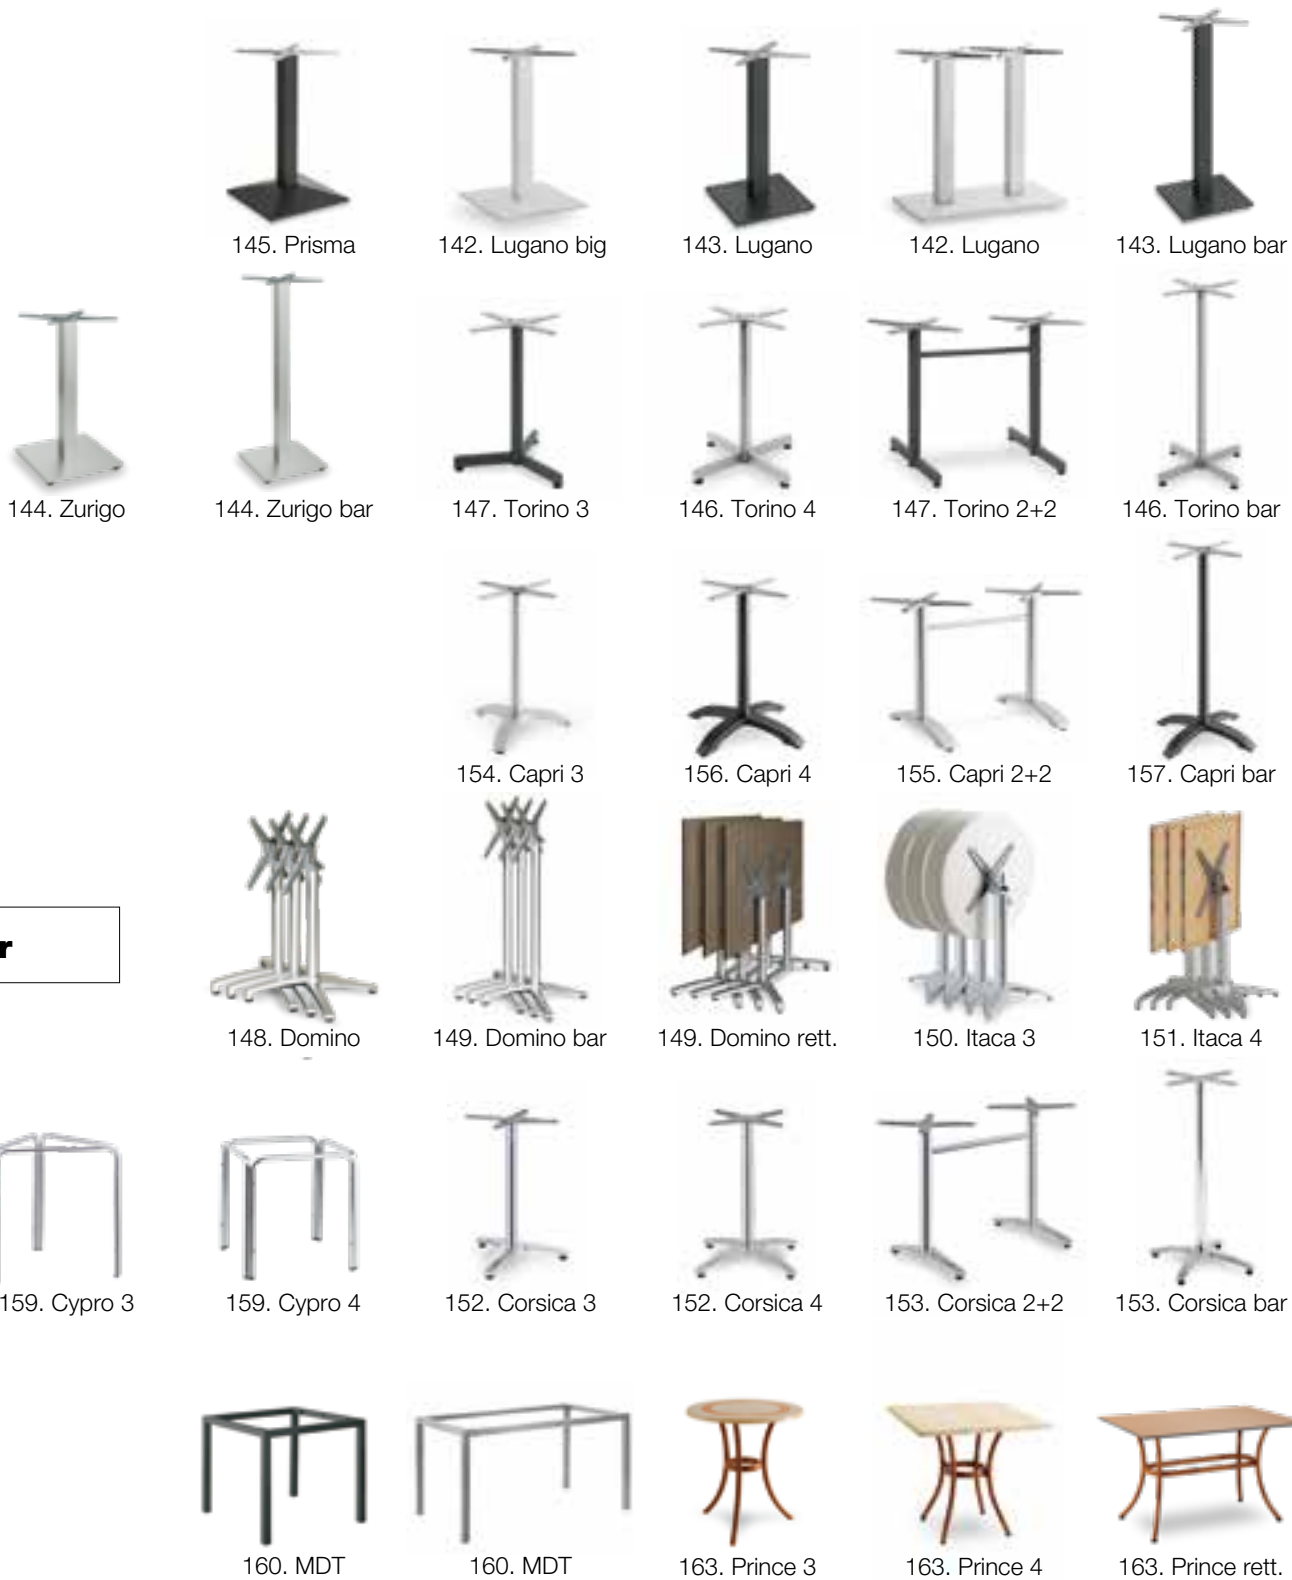 145. Prisma
142. Lugano big
143. Lugano
142. Lugano
143. Lugano bar
144. Zurigo
144. Zurigo bar
147. Torino 3
146. Torino 4
147. Torino 2+2
146. Torino bar
154. Capri 3
156. Capri 4
155. Capri 2+2
157. Capri bar
r
148. Domino
149. Domino bar
149. Domino rett.
150. Itaca 3
151. Itaca 4
159. Cypro 3
159. Cypro 4
152. Corsica 3
152. Corsica 4
153. Corsica 2+2
153. Corsica bar
160. MDT
160. MDT
163. Prince 3
163. Prince 4
163. Prince rett.